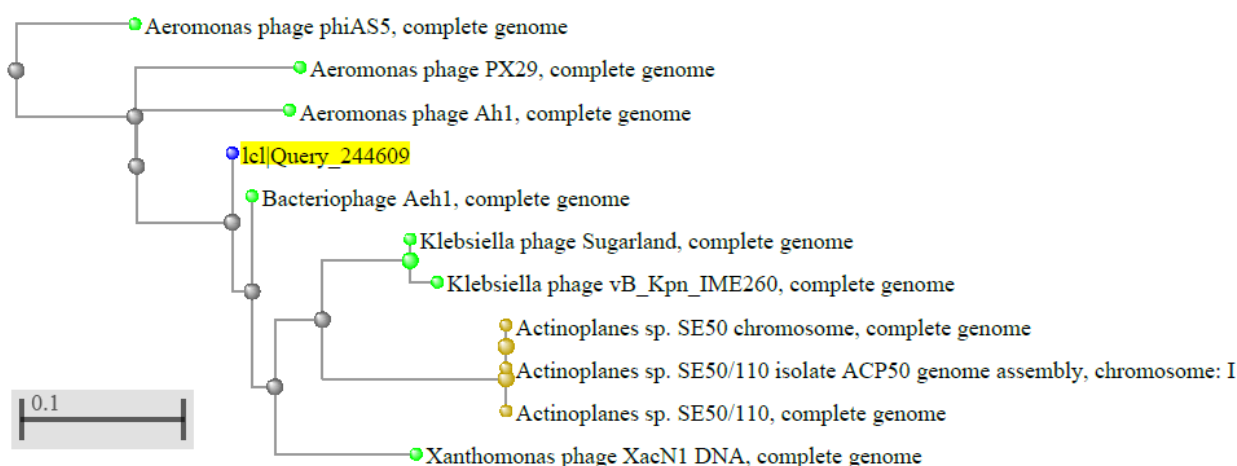 Aeromonas phage phiAS5, complete genome
Aeromonas phage PX29, complete genome
Aeromonas phage Ah1, complete genome
lcl|Query_244609
Bacteriophage Aeh1, complete genome
Klebsiella phage Sugarland, complete genome
Klebsiella phage vB_Kpn_IME260, complete genome
Actinoplanes sp. SE50 chromosome, complete genome
Actinoplanes sp. SE50/110 isolate ACP50 genome assembly, chromosome: I
0.1
Actinoplanes sp. SE50/110, complete genome
Xanthomonas phage XacN1 DNA, complete genome